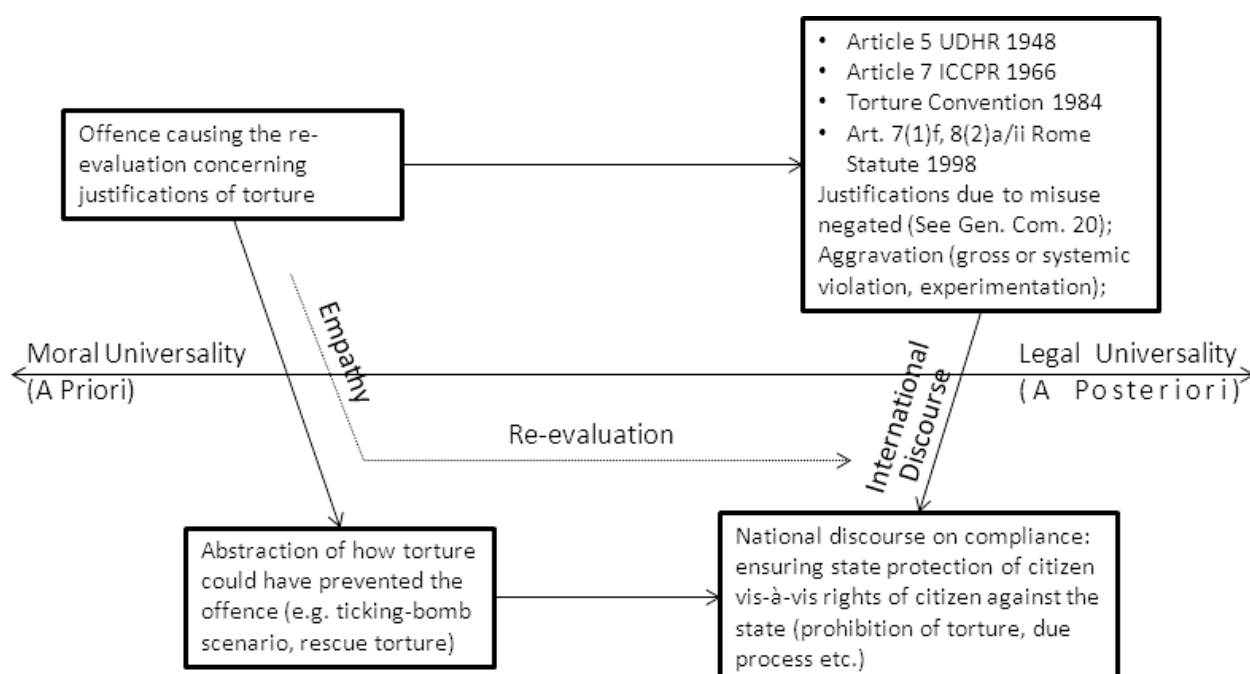 • Article 5 UDHR 1948
• Article 7 ICCPR 1966
• Torture Convention 1984
• Art. 7(1)f, 8(2)a/ii Rome
Statute 1998
Justifications due to misuse
negated (See Gen. Com. 20);
Aggravation (gross or systemic
violation, experimentation);
Offence causing the re-
evaluation concerning
justifications of torture
Empathy
International
Discourse
Moral Universality
(A Priori)
Legal Universality
(A Posteriori)
Re-evaluation
Abstraction of how torture
could have prevented the
offence (e.g. ticking-bomb
scenario, rescue torture)
National discourse on compliance:
ensuring state protection of citizen
vis-à-vis rights of citizen against the
state (prohibition of torture, due
process etc.)